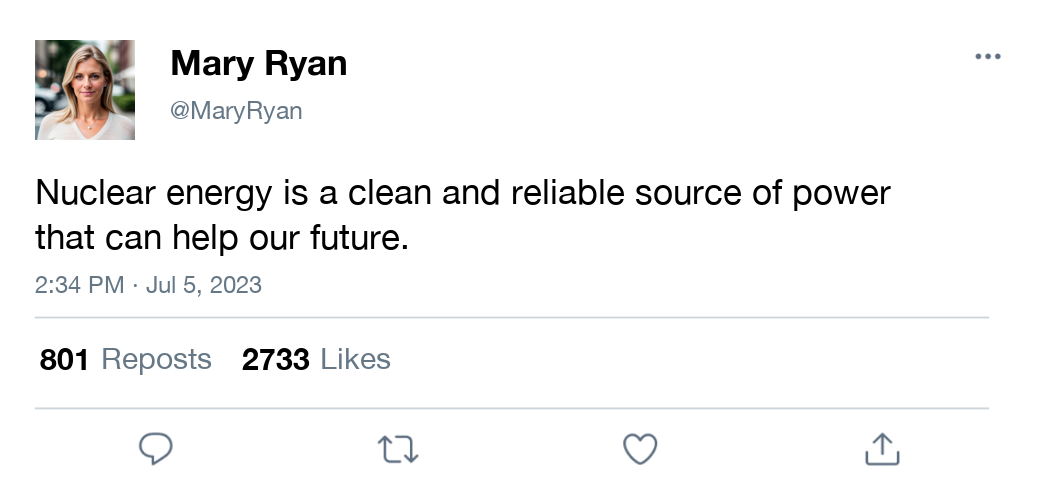 Mary Ryan
@MaryRyan
Nuclear energy is a clean and reliable source of power
that can help our future.
2:34 PM · Jul 5, 2023
801 Reposts 2733 Likes